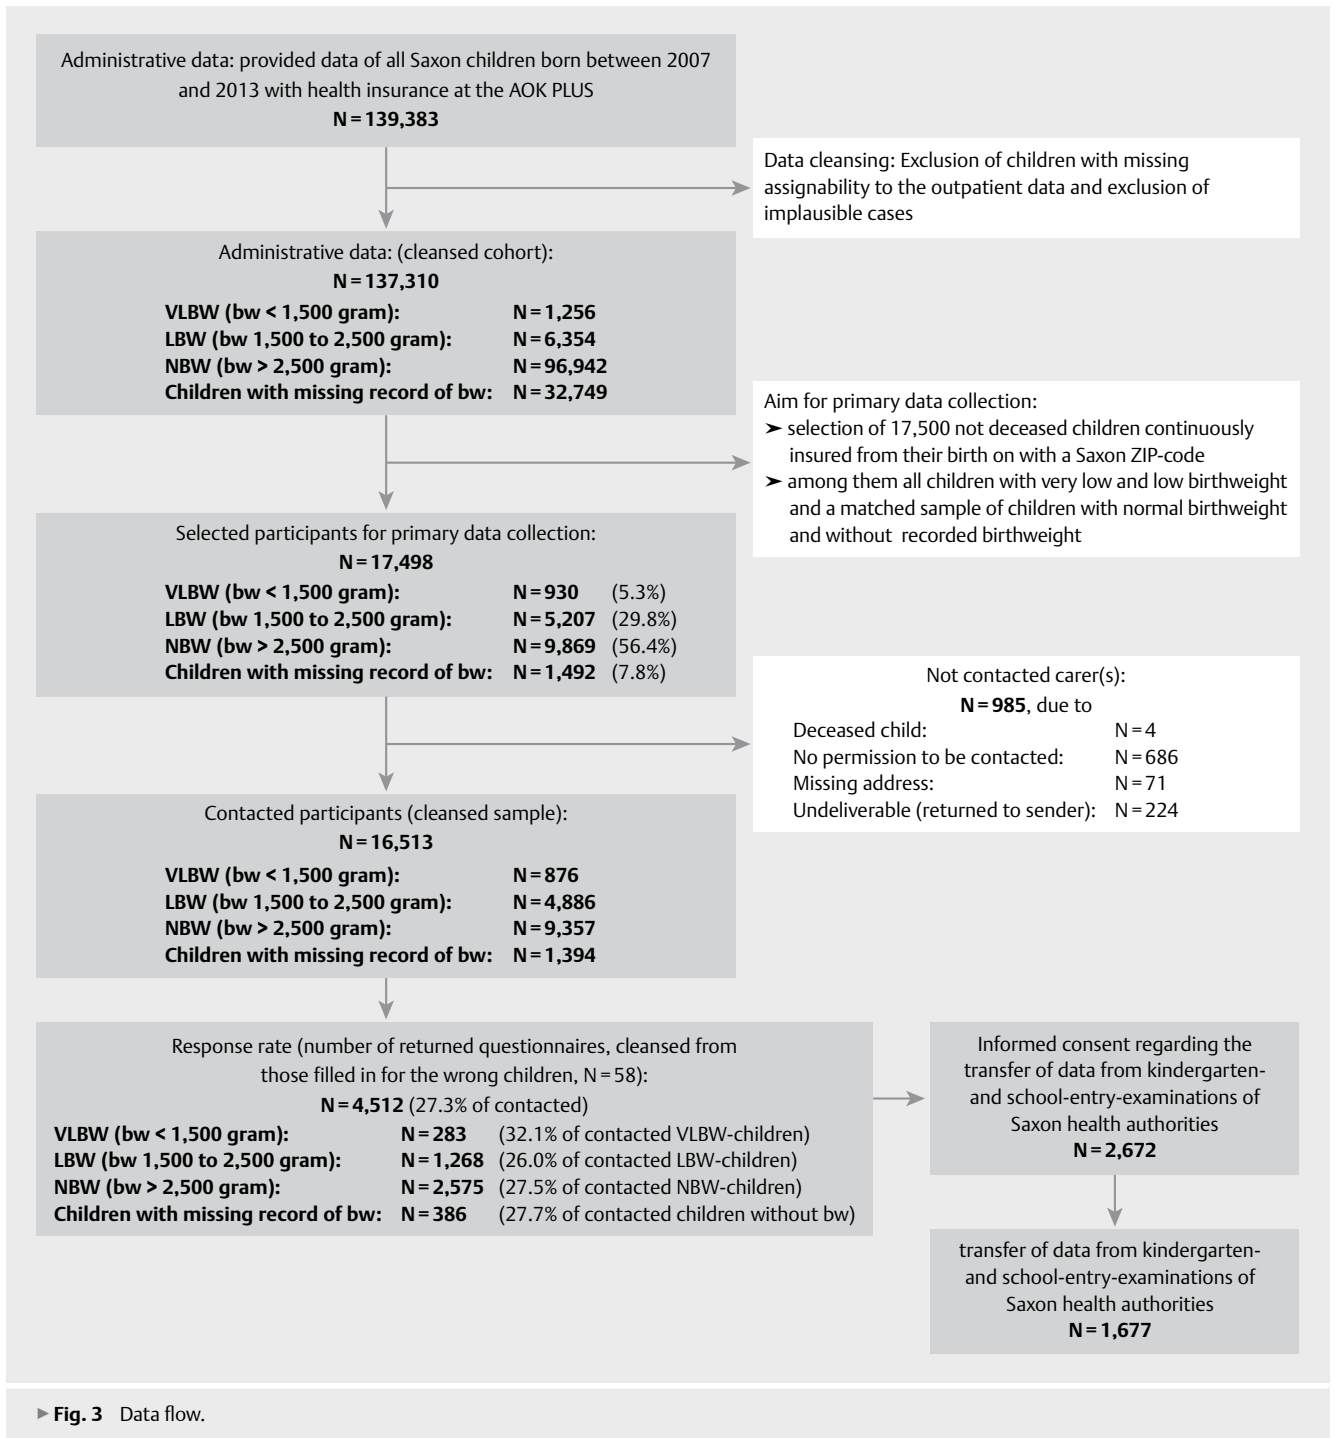 Administrative data: provided data of all Saxon children born between 2007
and 2013 with health insurance at the AOK PLUS
N = 139,383
Data cleansing: Exclusion of children with missing
assignability to the outpatient data and exclusion of
implausible cases
Administrative data: (cleansed cohort):
N = 137,310
VLBW (bw < 1,500 gram): N = 1,256
LBW (bw 1,500 to 2,500 gram): N = 6,354
NBW (bw > 2,500 gram): N = 96,942
Children with missing record of bw: N = 32,749
Aim for primary data collection:
➤ selection of 17,500 not deceased children continuously
insured from their birth on with a Saxon ZIP-code
➤ among them all children with very low and low birthweight
and a matched sample of children with normal birthweight
and without recorded birthweight
Selected participants for primary data collection:
N = 17,498
VLBW (bw < 1,500 gram): N = 930 (5.3%)
LBW (bw 1,500 to 2,500 gram): N = 5,207 (29.8%)
NBW (bw > 2,500 gram): N = 9,869 (56.4%)
Children with missing record of bw: N = 1,492 (7.8%)
Not contacted carer(s):
N = 985, due to
Deceased child: N = 4
No permission to be contacted: N = 686
Missing address: N = 71
Undeliverable (returned to sender): N = 224
Contacted participants (cleansed sample):
N = 16,513
VLBW (bw < 1,500 gram): N = 876
LBW (bw 1,500 to 2,500 gram): N = 4,886
NBW (bw > 2,500 gram): N = 9,357
Children with missing record of bw: N = 1,394
Response rate (number of returned questionnaires, cleansed from
those filled in for the wrong children, N = 58):
N = 4,512 (27.3% of contacted)
VLBW (bw < 1,500 gram): N = 283 (32.1% of contacted VLBW-children)
LBW (bw 1,500 to 2,500 gram): N = 1,268 (26.0% of contacted LBW-children)
NBW (bw > 2,500 gram): N = 2,575 (27.5% of contacted NBW-children)
Children with missing record of bw: N = 386 (27.7% of contacted children without bw)
Informed consent regarding the
transfer of data from kindergarten-
and school-entry-examinations of
Saxon health authorities
N = 2,672
transfer of data from kindergarten-
and school-entry-examinations of
Saxon health authorities
N = 1,677
► Fig. 3 Data flow.